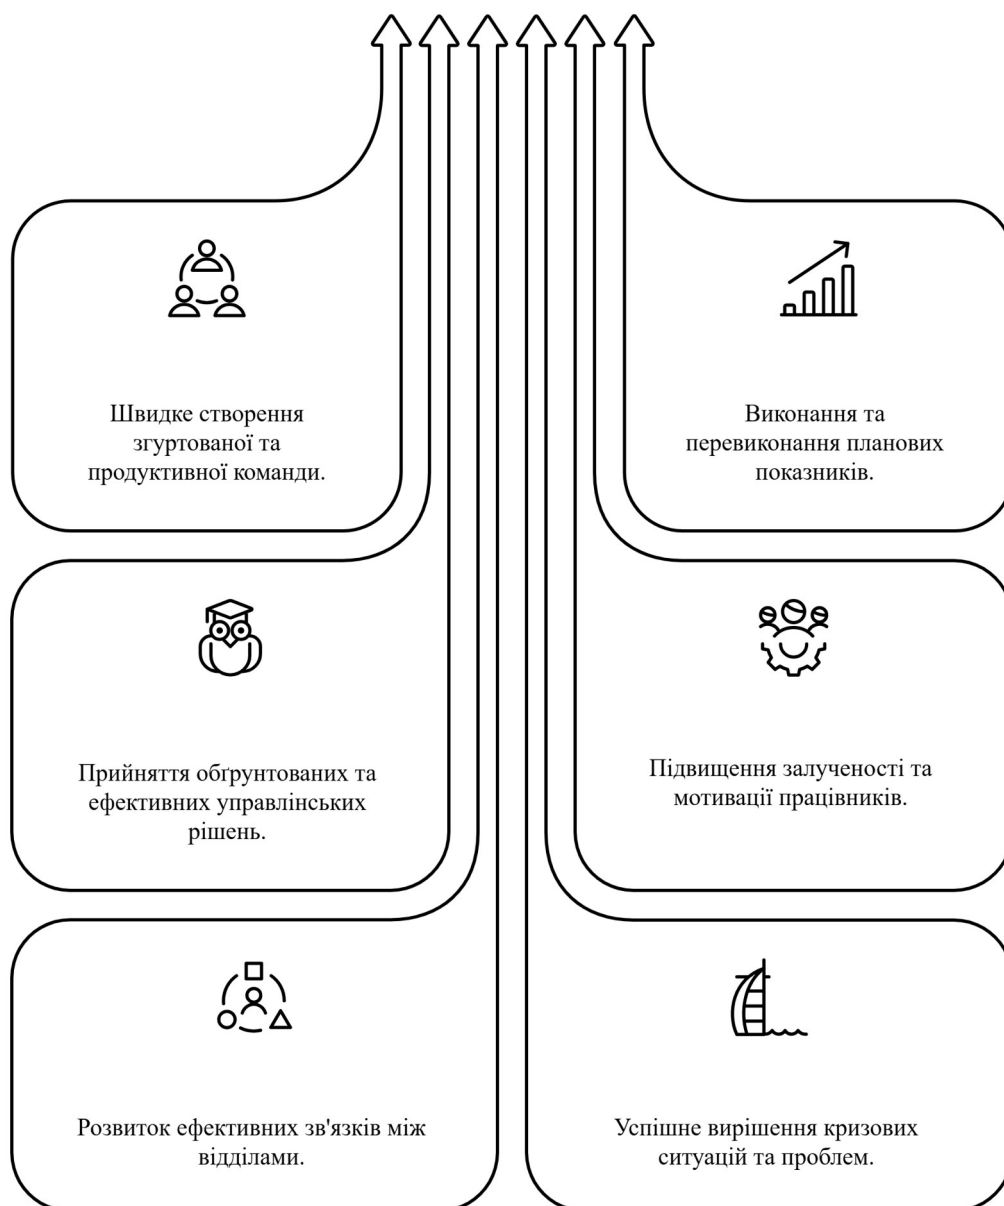 Швидке створення
згуртованої та
продуктивної команди.
Виконання та
перевиконання планових
показників.
Прийняття обґрунтованих та
ефективних управлінських
рішень.
Підвищення залученості та
мотивації працівників.
Розвиток ефективних зв'язків між
відділами.
Успішне вирішення кризових
ситуацій та проблем.